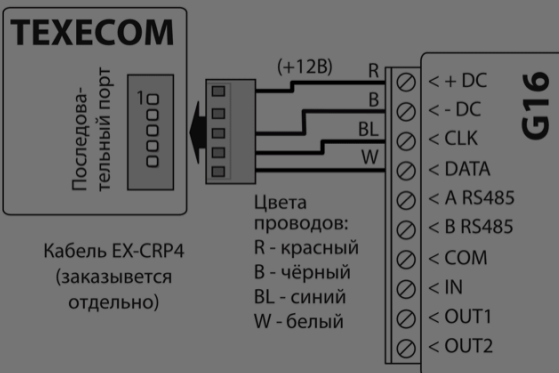 TEXECOM
Последова-
тельный порт
1
(+12В)
R
B
BL
W
G16
< + DC
< - DC
< CLK
< DATA
< A RS485
< B RS485
< COM
< IN
< OUT1
< OUT2
Цвета
проводов:
R - красный
B - чёрный
BL - синий
W - белый
Кабель EX-CRP4
(заказывется
отдельно)